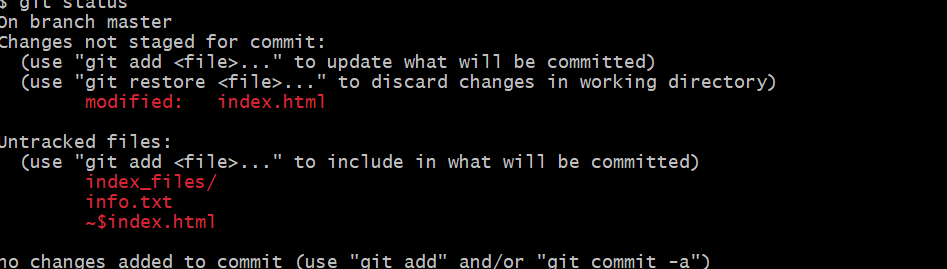 $ git status
On branch master
Changes not staged for commit:
  (use "git add <file>..." to update what will be committed)
  (use "git restore <file>..." to discard changes in working directory)
        modified:   index.html

Untracked files:
  (use "git add <file>..." to include in what will be committed)
        index_files/
        info.txt
        ~$index.html

no changes added to commit (use "git add" and/or "git commit -a")